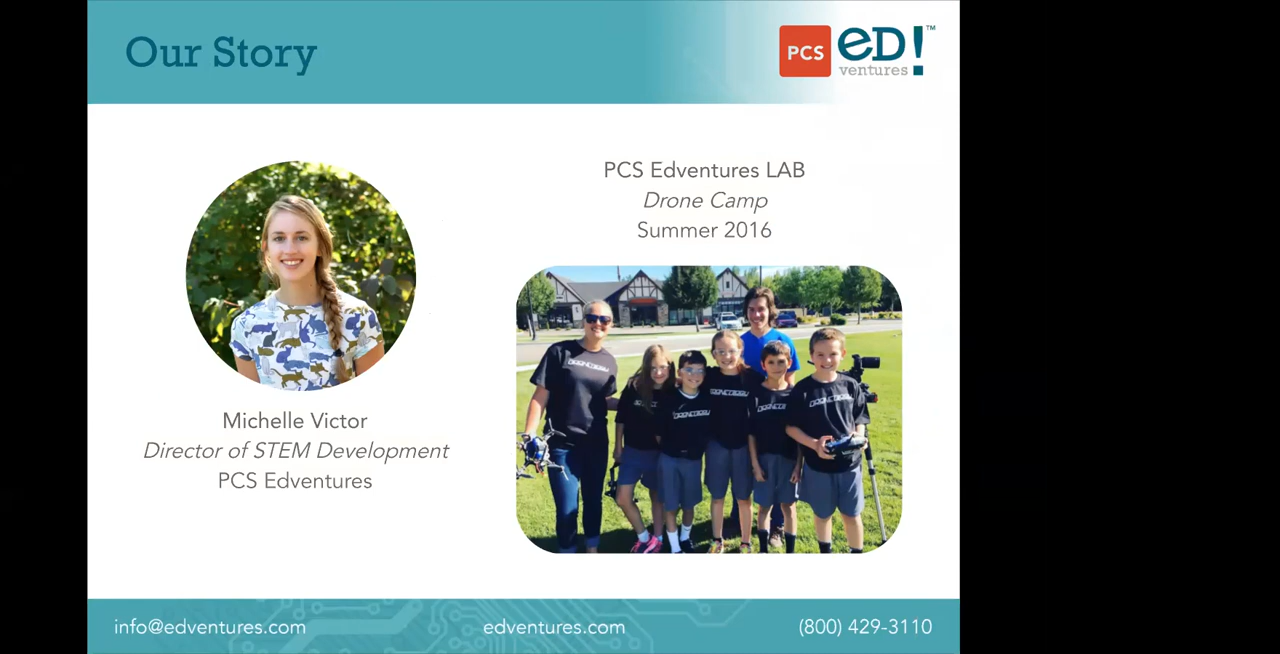 Our Story
PCS
eD!™
ventures
PCS Edventures LAB
Drone Camp
Summer 2016
Michelle Victor
Director of STEM Development
PCS Edventures
info@edventures.com
edventures.com
(800) 429-3110